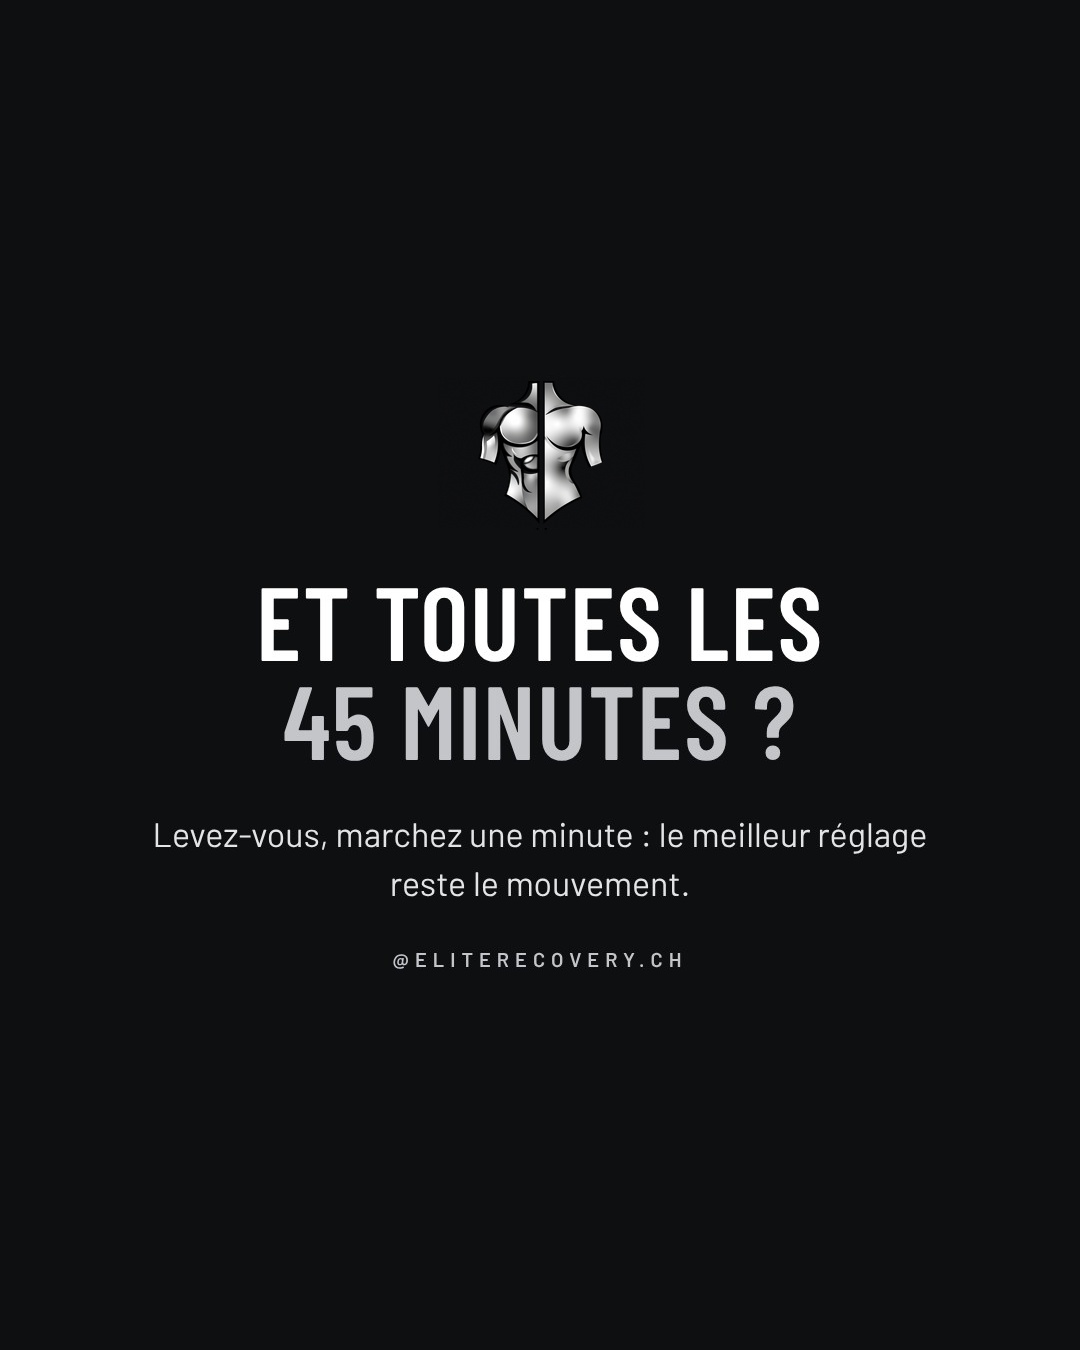 ET TOUTES LES
45 MINUTES ?
Levez-vous, marchez une minute : le meilleur réglage
reste le mouvement.
@ELITERECOVERY.CH